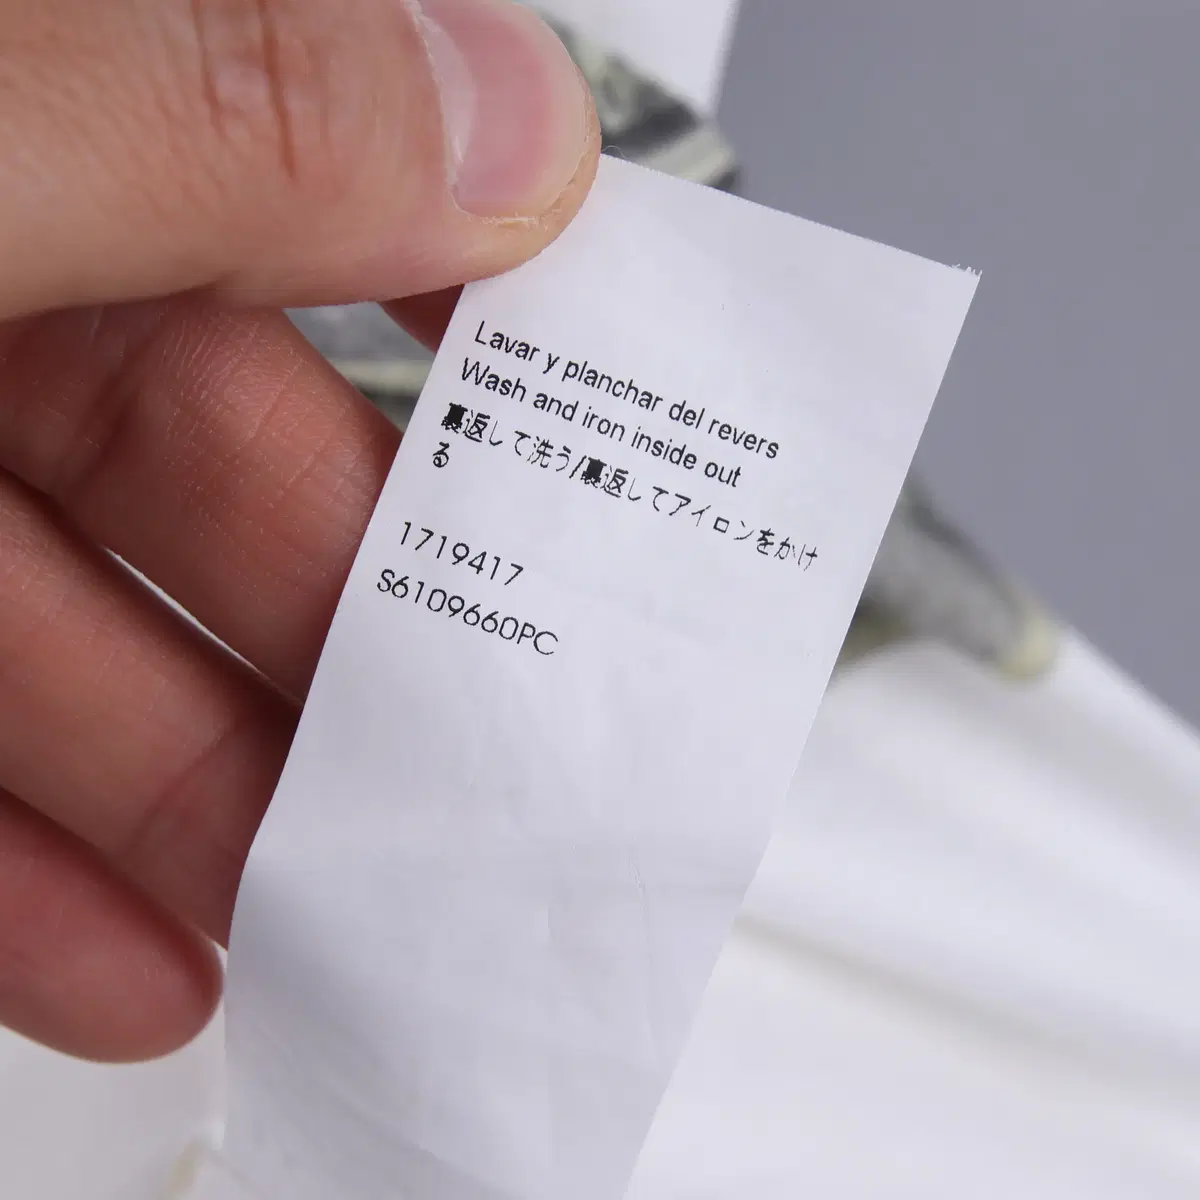 Lavar y planchar del revers
Wash and iron inside out
裏返して洗う/裏返してアイロンをかけ
る
1719417
S6109660PC